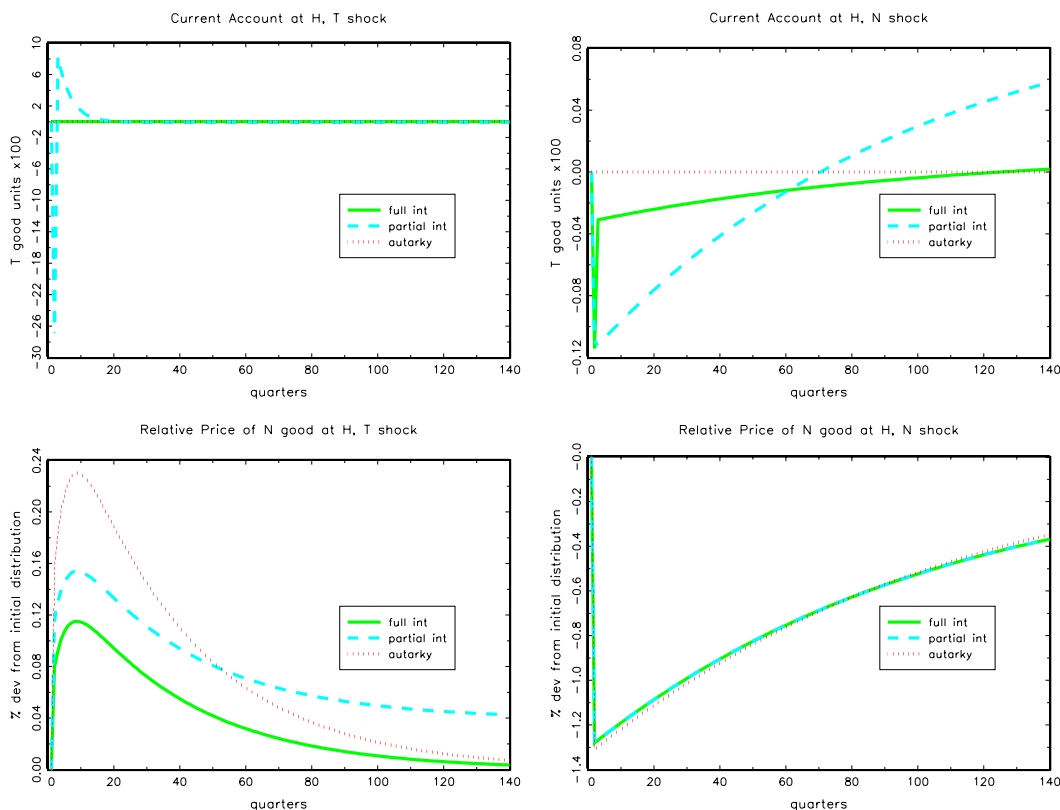 Current Account at H, T shock
T good units x100
10
6
2
-2
-6
-10
-14
-18
-22
-26
-30
full int
partial int
autarky
0 20 40 60 80 100 120 140
quarters
Current Account at H, N shock
T good units x100
0.08
0.04
0.00
-0.04
-0.08
-0.12
full int
partial int
autarky
0 20 40 60 80 100 120 140
quarters
Relative Price of N good at H, T shock
% dev from initial distribution
0.24
0.20
0.16
0.12
0.08
0.04
0.00
full int
partial int
autarky
0 20 40 60 80 100 120 140
quarters
Relative Price of N good at H, N shock
% dev from initial distribution
-0.0
-0.2
-0.4
-0.6
-0.8
-1.0
-1.2
-1.4
full int
partial int
autarky
0 20 40 60 80 100 120 140
quarters